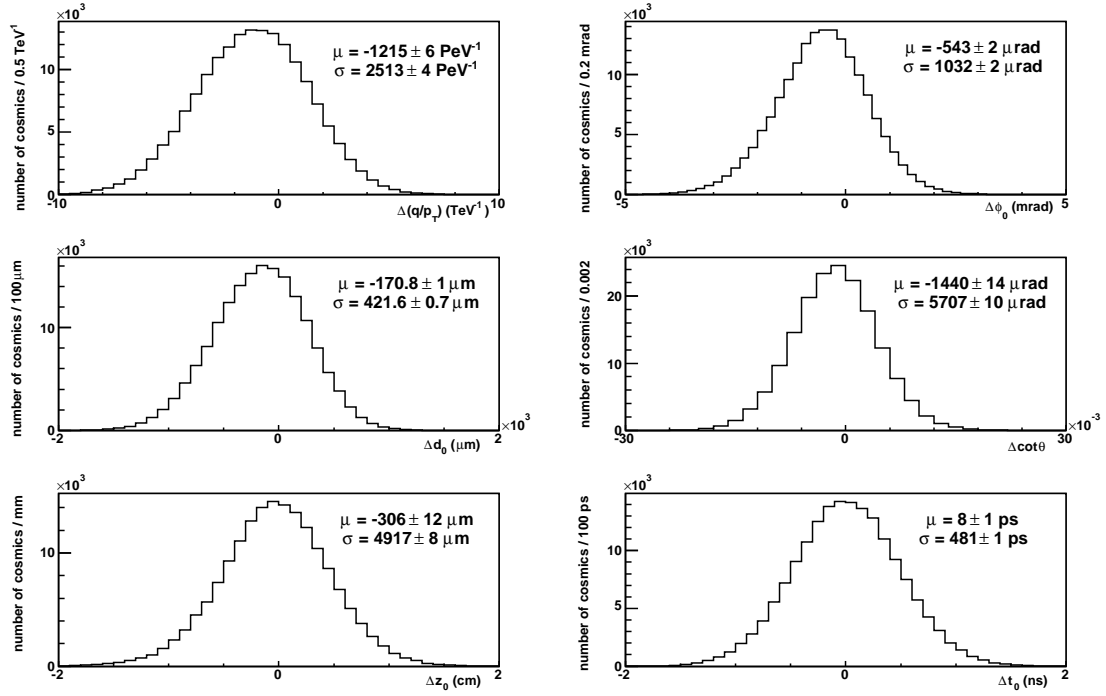 ×10³
number of cosmics / 0.5 TeV⁻¹
10
5
0
μ = -1215 ± 6 PeV⁻¹
σ = 2513 ± 4 PeV⁻¹
-10 0 10
Δ(q/p_T) (TeV⁻¹)
×10³
number of cosmics / 0.2 mrad
10
5
0
μ = -543 ± 2 μrad
σ = 1032 ± 2 μrad
-5 0 5
Δϕ₀ (mrad)
×10³
number of cosmics / 100μm
10
0
μ = -170.8 ± 1 μm
σ = 421.6 ± 0.7 μm
-2 0 2
×10³
Δd₀ (μm)
×10³
number of cosmics / 0.002
20
10
0
μ = -1440 ± 14 μrad
σ = 5707 ± 10 μrad
-30 0 30
×10⁻³
Δcotθ
×10³
number of cosmics / mm
10
0
μ = -306 ± 12 μm
σ = 4917 ± 8 μm
-2 0 2
Δz₀ (cm)
×10³
number of cosmics / 100 ps
10
5
0
μ = 8 ± 1 ps
σ = 481 ± 1 ps
-2 0 2
Δt₀ (ns)